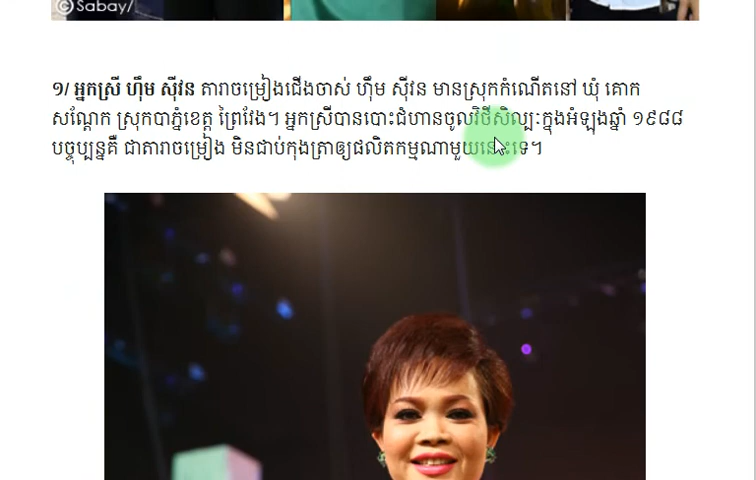 ©Sabay/
១/ អ្នកស្រី ហ៊ឹម ស៊ីវន តារាចម្រៀងជើងចាស់ ហ៊ឹម ស៊ីវន មានស្រុកកំណើតនៅ ឃុំ គោក
សណ្តែក ស្រុកបាភ្នំខេត្ត ព្រៃវែង។ អ្នកស្រីបានបោះជំហានចូលវិថីសិល្បៈក្នុងអំឡុងឆ្នាំ ១៩៨៨
បច្ចុប្បន្នគឺ ជាតារាចម្រៀង មិនជាប់កុងត្រាឲ្យផលិតកម្មណាមួយនោះទេ។